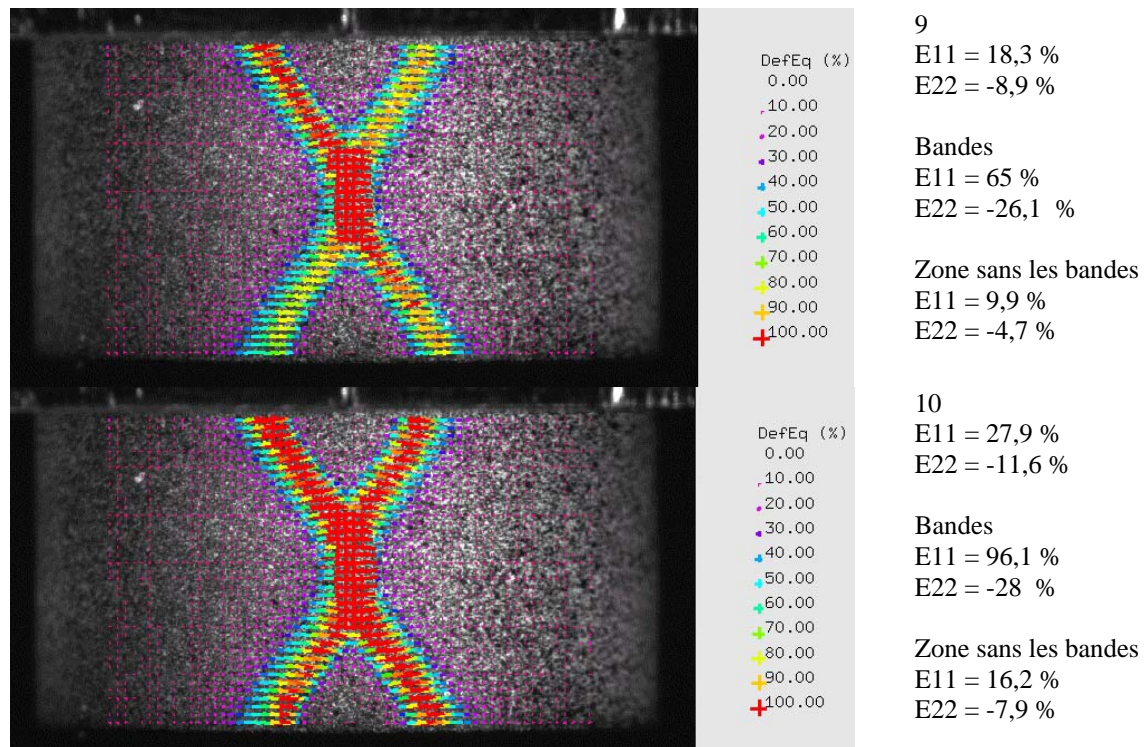 DefEq (%)
0.00
10.00
20.00
30.00
40.00
50.00
60.00
70.00
80.00
90.00
100.00
9
E11 = 18,3 %
E22 = -8,9 %
Bandes
E11 = 65 %
E22 = -26,1 %
Zone sans les bandes
E11 = 9,9 %
E22 = -4,7 %
DefEq (%)
0.00
10.00
20.00
30.00
40.00
50.00
60.00
70.00
80.00
90.00
100.00
10
E11 = 27,9 %
E22 = -11,6 %
Bandes
E11 = 96,1 %
E22 = -28 %
Zone sans les bandes
E11 = 16,2 %
E22 = -7,9 %